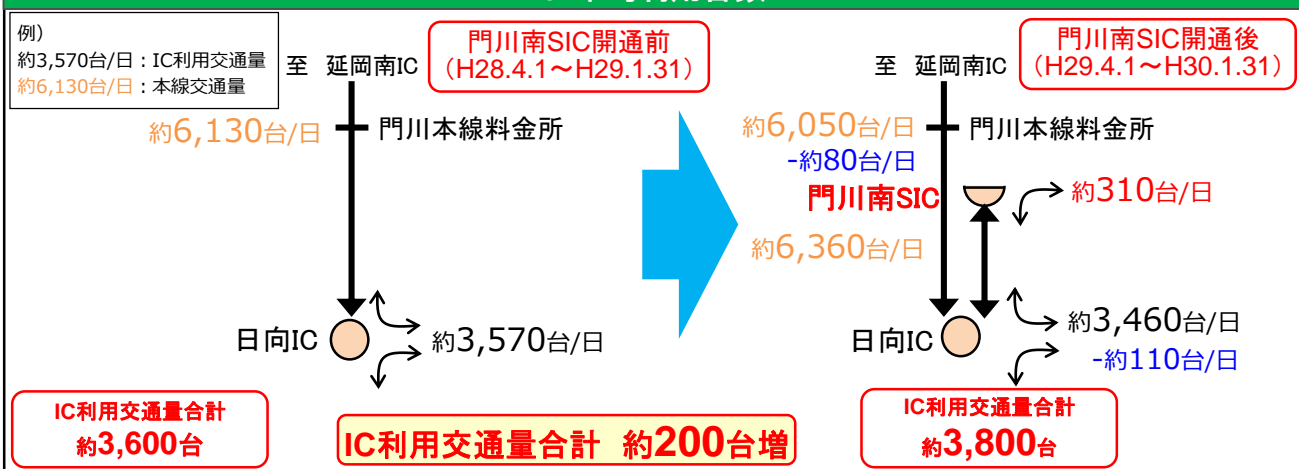 例）
約3,570台/日：IC利用交通量
約6,130台/日：本線交通量
至 延岡南IC
門川南SIC開通前
（H28.4.1～H29.1.31）
約6,130台/日
門川本線料金所
日向IC
約3,570台/日
IC利用交通量合計
約3,600台
至 延岡南IC
門川南SIC開通後
（H29.4.1～H30.1.31）
約6,050台/日
-約80台/日
門川本線料金所
門川南SIC
約310台/日
約6,360台/日
日向IC
約3,460台/日
-約110台/日
IC利用交通量合計
約3,800台
IC利用交通量合計 約200台増